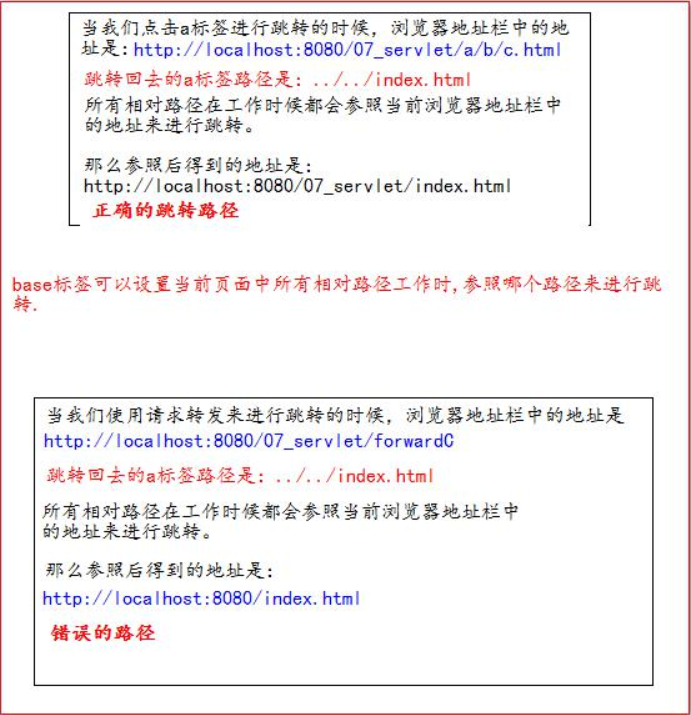 当我们点击a标签进行跳转的时候，浏览器地址栏中的地
址是:http://localhost:8080/07_servlet/a/b/c.html
跳转回去的a标签路径是：../../index.html
所有相对路径在工作时候都会参照当前浏览器地址栏中
的地址来进行跳转。
那么参照后得到的地址是：
http://localhost:8080/07_servlet/index.html
正确的跳转路径
base标签可以设置当前页面中所有相对路径工作时,参照哪个路径来进行跳
转.
当我们使用请求转发来进行跳转的时候，浏览器地址栏中的地址是
http://localhost:8080/07_servlet/forwardC
跳转回去的a标签路径是：../../index.html
所有相对路径在工作时候都会参照当前浏览器地址栏中
的地址来进行跳转。
那么参照后得到的地址是：
http://localhost:8080/index.html
错误的路径